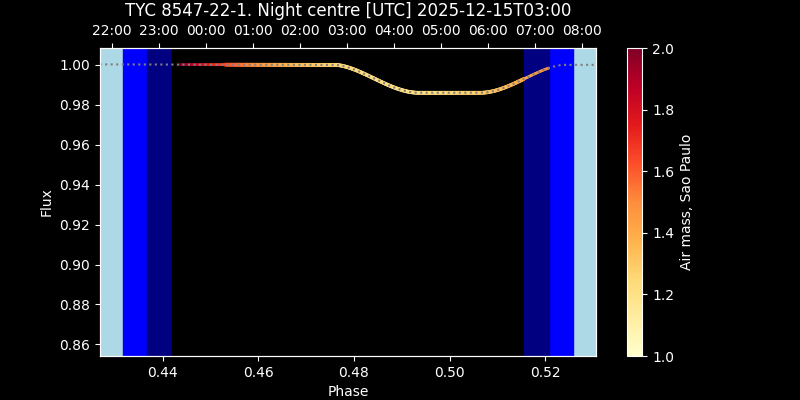 TYC 8547-22-1. Night centre [UTC] 2025-12-15T03:00
22:00 23:00 00:00 01:00 02:00 03:00 04:00 05:00 06:00 07:00 08:00
1.00
0.98
0.96
0.94
0.92
0.90
0.88
0.86
Flux
0.44 0.46 0.48 0.50 0.52
Phase
2.0
1.8
1.6
1.4
1.2
1.0
Air mass, Sao Paulo